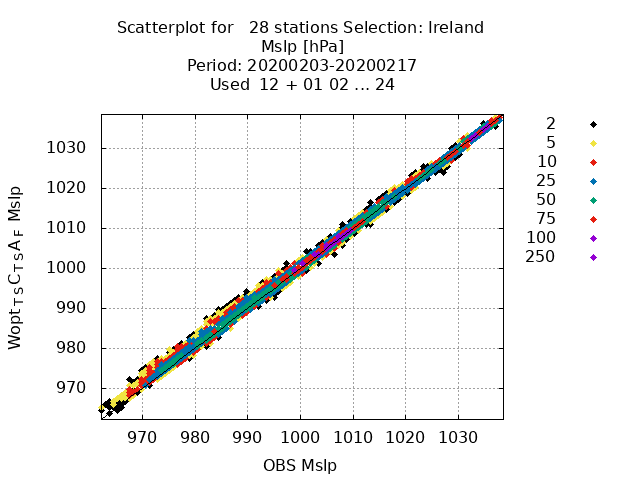 Scatterplot for   28 stations Selection: Ireland
Mslp [hPa]
Period: 20200203-20200217
Used  12 + 01 02 ... 24
2
5
10
25
50
75
100
250
1030
1020
1010
1000
990
980
970
Wopt TS C TS A F  Mslp
970 980 990 1000 1010 1020 1030
OBS Mslp